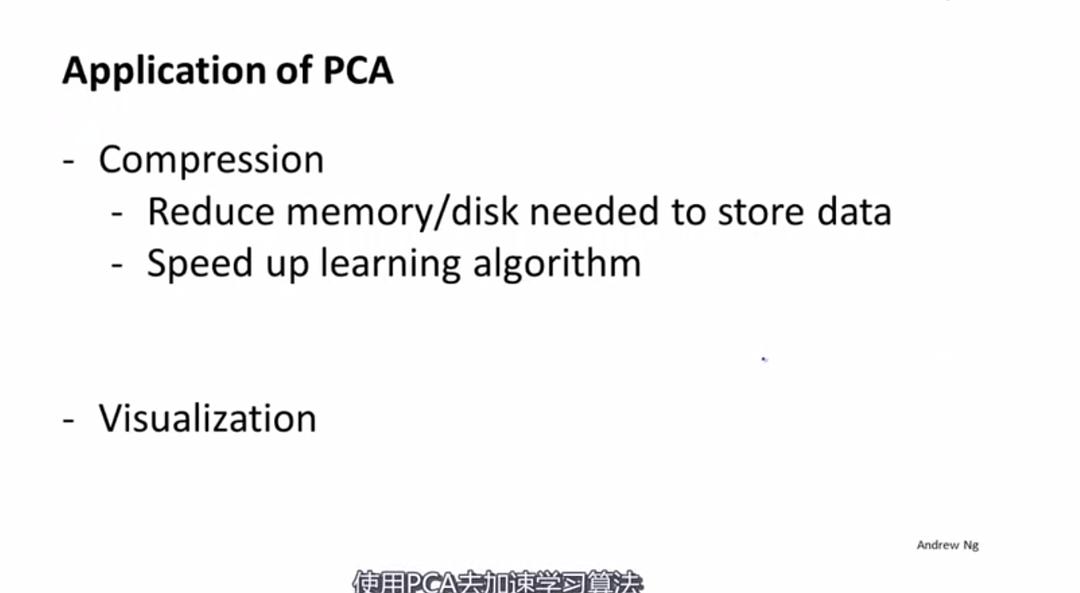 Application of PCA
- Compression
- Reduce memory/disk needed to store data
- Speed up learning algorithm
- Visualization
Andrew Ng
使用PCA去加速学习算法